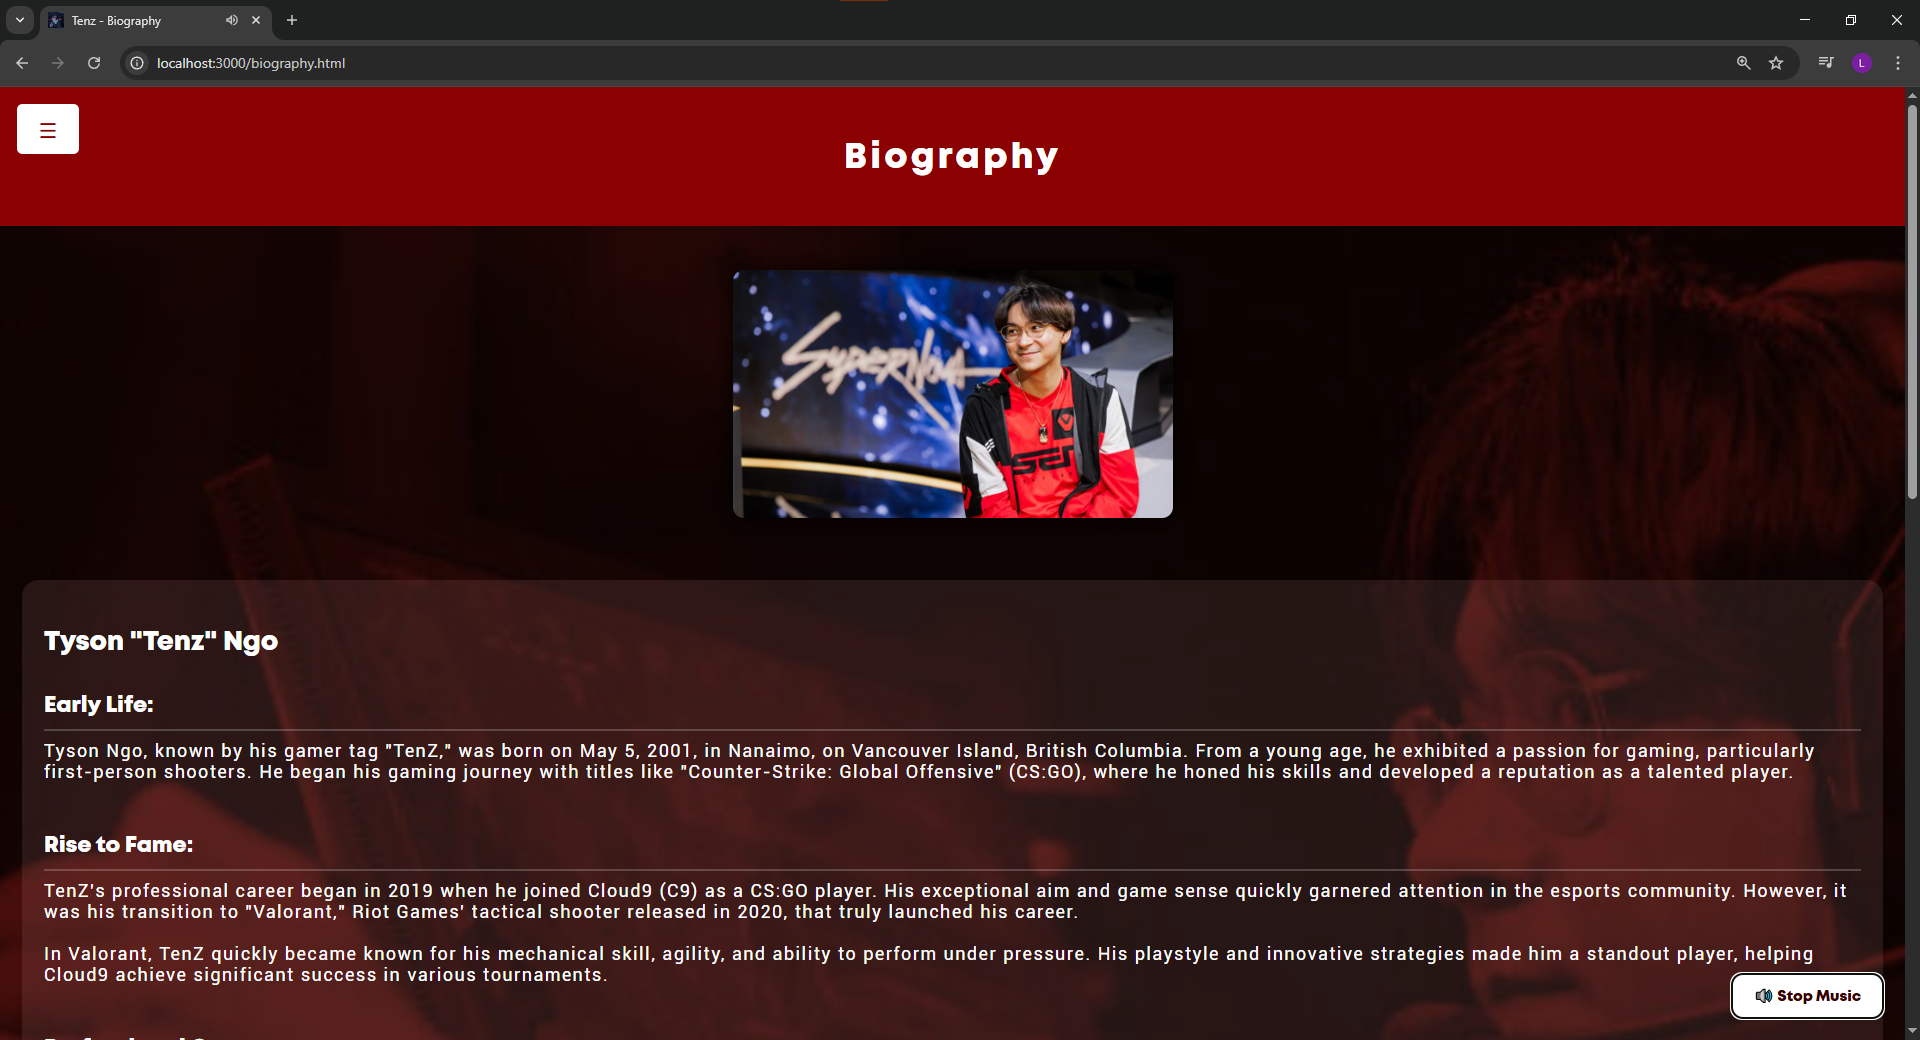 Tenz - Biography
localhost:3000/biography.html
L
☰
Biography
SUPERNOVA
SEN
Tyson "Tenz" Ngo
Early Life:
Tyson Ngo, known by his gamer tag "TenZ," was born on May 5, 2001, in Nanaimo, on Vancouver Island, British Columbia. From a young age, he exhibited a passion for gaming, particularly
first-person shooters. He began his gaming journey with titles like "Counter-Strike: Global Offensive" (CS:GO), where he honed his skills and developed a reputation as a talented player.
Rise to Fame:
TenZ's professional career began in 2019 when he joined Cloud9 (C9) as a CS:GO player. His exceptional aim and game sense quickly garnered attention in the esports community. However, it
was his transition to "Valorant," Riot Games' tactical shooter released in 2020, that truly launched his career.
In Valorant, TenZ quickly became known for his mechanical skill, agility, and ability to perform under pressure. His playstyle and innovative strategies made him a standout player, helping
Cloud9 achieve significant success in various tournaments.
🔊 Stop Music